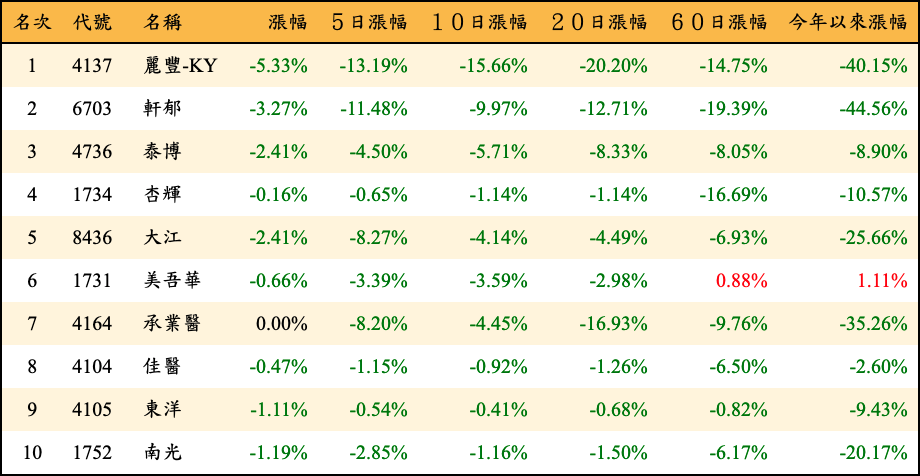 名次 代號 名稱 漲幅 ５日漲幅 １０日漲幅 ２０日漲幅 ６０日漲幅 今年以來漲幅
1 4137 麗豐-KY -5.33% -13.19% -15.66% -20.20% -14.75% -40.15%
2 6703 軒郁 -3.27% -11.48% -9.97% -12.71% -19.39% -44.56%
3 4736 泰博 -2.41% -4.50% -5.71% -8.33% -8.05% -8.90%
4 1734 杏輝 -0.16% -0.65% -1.14% -1.14% -16.69% -10.57%
5 8436 大江 -2.41% -8.27% -4.14% -4.49% -6.93% -25.66%
6 1731 美吾華 -0.66% -3.39% -3.59% -2.98% 0.88% 1.11%
7 4164 承業醫 0.00% -8.20% -4.45% -16.93% -9.76% -35.26%
8 4104 佳醫 -0.47% -1.15% -0.92% -1.26% -6.50% -2.60%
9 4105 東洋 -1.11% -0.54% -0.41% -0.68% -0.82% -9.43%
10 1752 南光 -1.19% -2.85% -1.16% -1.50% -6.17% -20.17%